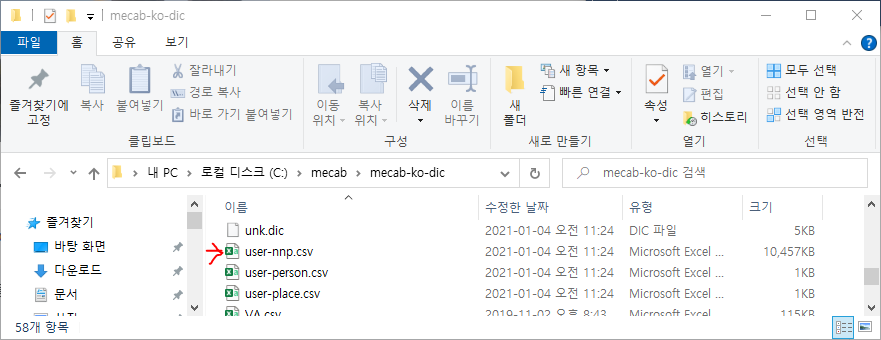 mecab-ko-dic
파일 홈 공유 보기
즐겨찾기에 고정
복사
붙여넣기
잘라내기
경로 복사
바로 가기 붙여넣기
클립보드
이동 위치
복사 위치
삭제
이름 바꾸기
구성
새 폴더
새 항목
빠른 연결
새로 만들기
속성
열기
편집
히스토리
열기
모두 선택
선택 안 함
선택 영역 반전
선택
내 PC > 로컬 디스크 (C:) > mecab > mecab-ko-dic
mecab-ko-dic 검색
즐겨찾기
바탕 화면
다운로드
문서
이름 수정한 날짜 유형 크기
unk.dic 2021-01-04 오전 11:24 DIC 파일 5KB
user-nnp.csv 2021-01-04 오전 11:24 Microsoft Excel ... 10,457KB
user-person.csv 2021-01-04 오전 11:24 Microsoft Excel ... 1KB
user-place.csv 2021-01-04 오전 11:24 Microsoft Excel ... 1KB
VA.csv 2019-11-02 오후 8:43 Microsoft Excel ... 115KB
58개 항목